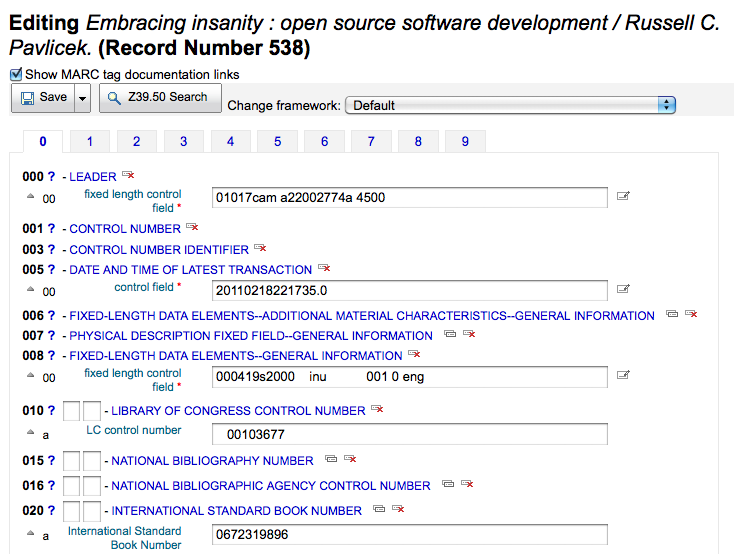 Editing Embracing insanity : open source software development / Russell C.
Pavlicek. (Record Number 538)
Show MARC tag documentation links
Save Z39.50 Search Change framework: Default
0 1 2 3 4 5 6 7 8 9
000 ? - LEADER
00 fixed length control
field * 01017cam a22002774a 4500
001 ? - CONTROL NUMBER
003 ? - CONTROL NUMBER IDENTIFIER
005 ? - DATE AND TIME OF LATEST TRANSACTION
00 control field * 20110218221735.0
006 ? - FIXED-LENGTH DATA ELEMENTS--ADDITIONAL MATERIAL CHARACTERISTICS--GENERAL INFORMATION
007 ? - PHYSICAL DESCRIPTION FIXED FIELD--GENERAL INFORMATION
008 ? - FIXED-LENGTH DATA ELEMENTS--GENERAL INFORMATION
00 fixed length control
field * 000419s2000    inu           001 0 eng
010 ? - LIBRARY OF CONGRESS CONTROL NUMBER
a LC control number 00103677
015 ? - NATIONAL BIBLIOGRAPHY NUMBER
016 ? - NATIONAL BIBLIOGRAPHIC AGENCY CONTROL NUMBER
020 ? - INTERNATIONAL STANDARD BOOK NUMBER
a International Standard
Book Number 0672319896